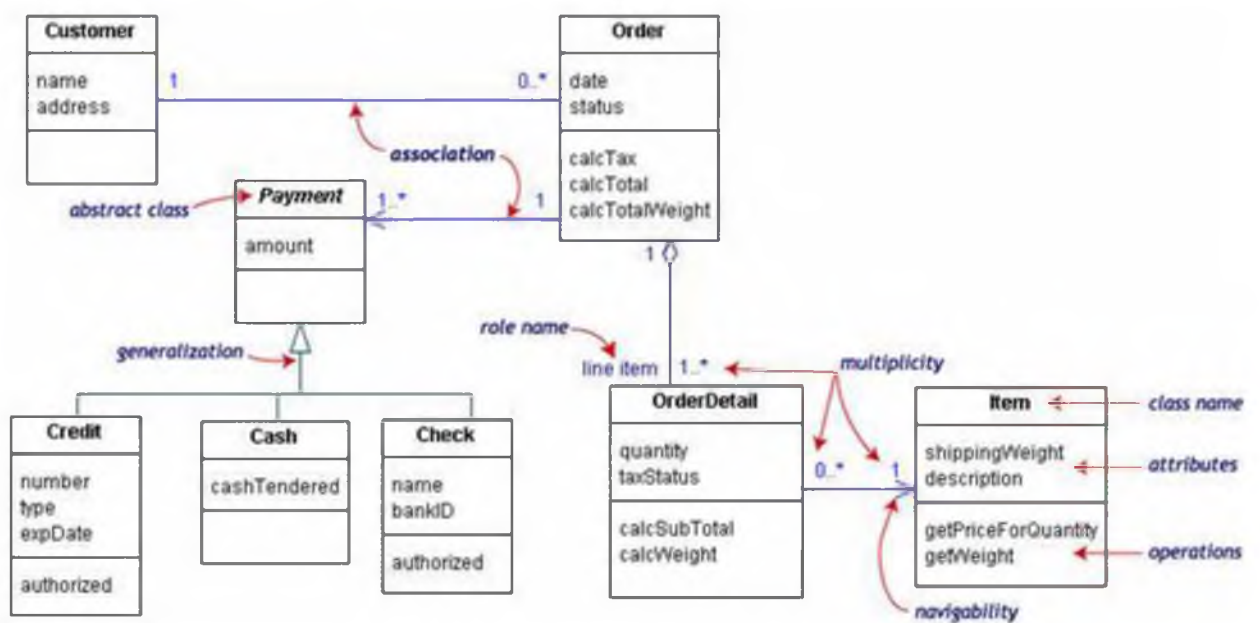 Customer
name
address
1
0..*
Order
date
status
calcTax
calcTotal
calcTotalWeight
association
abstract class
Payment
amount
1..*
1
1
generalization
role name
line item
1..*
multiplicity
Credit
number
type
expDate
authorized
Cash
cashTendered
Check
name
bankID
authorized
OrderDetail
quantity
taxStatus
calcSubTotal
calcWeight
0..*
1
Item
shippingWeight
description
getPriceForQuantity
getWeight
class name
attributes
operations
navigability